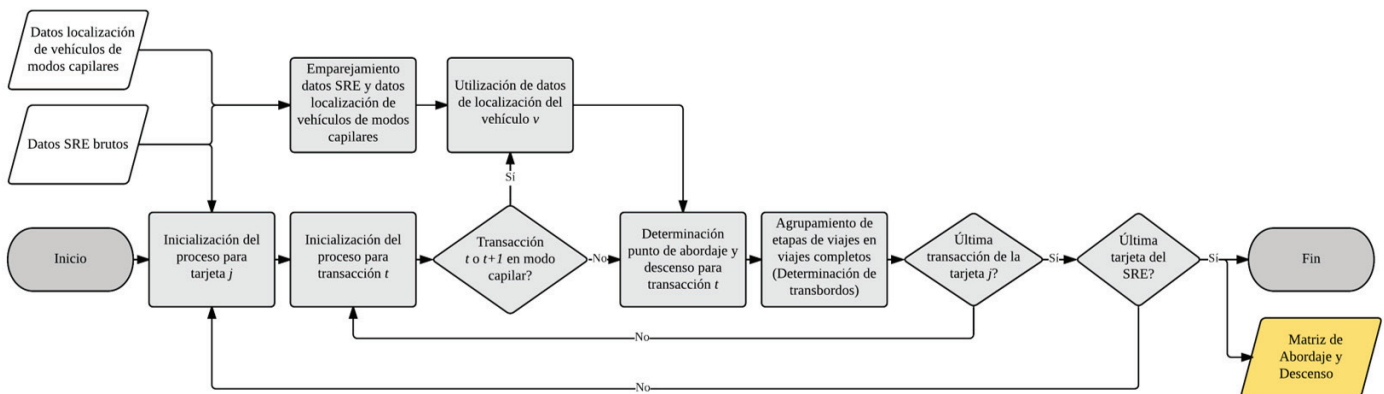 Datos localización
de vehículos de
modos capilares
Datos SRE brutos
Emparejamiento
datos SRE y datos
localización de
vehículos de modos
capilares
Utilización de datos
de localización del
vehículo v
Sí
Inicio
Inicialización del
proceso para
tarjeta j
Inicialización del
proceso para
transacción t
Transacción
t o t+1 en modo
capilar?
No
Determinación
punto de abordaje y
descenso para
transacción t
Agrupamiento de
etapas de viajes en
viajes completos
(Determinación de
transbordos)
Última
transacción de la
tarjeta j?
Sí
Última
tarjeta del
SRE?
Sí
Fin
No
No
Matriz de
Abordaje y
Descenso